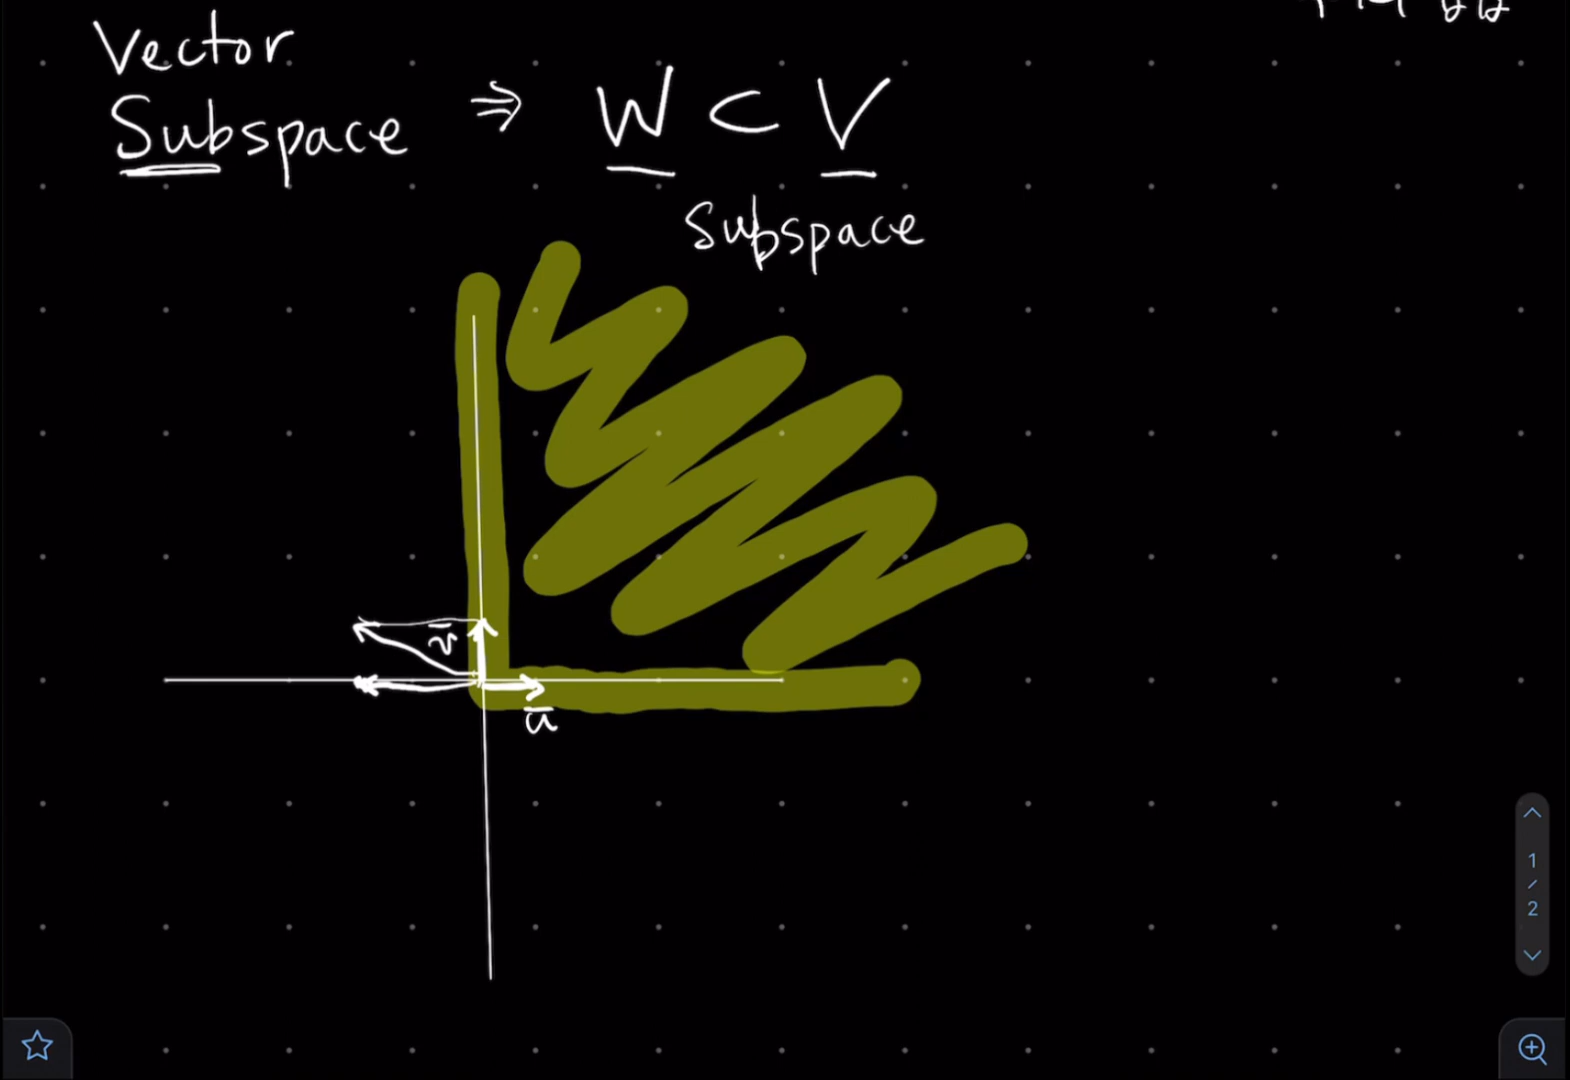 Vector
Subspace ⇒ W ⊂ V
Subspace
v̄
ū
1
/
2